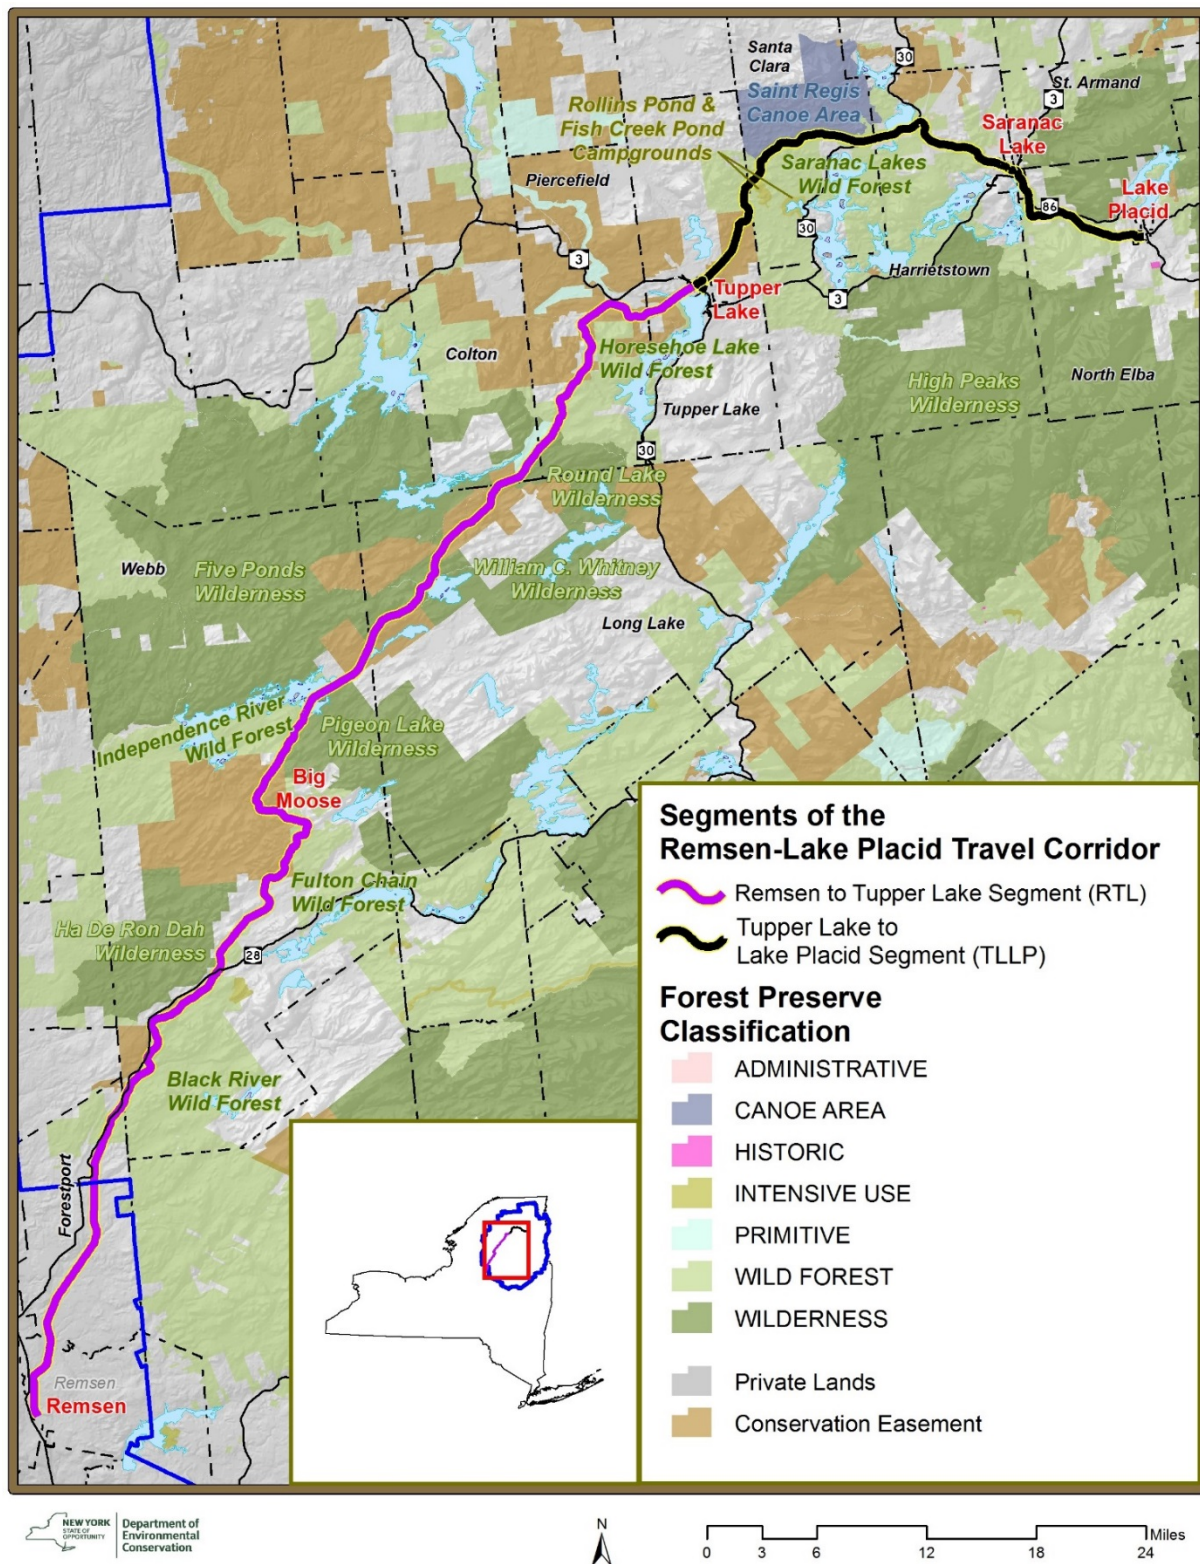 Santa
Clara
30
St. Armand
3
Saint Regis
Canoe Area
Rollins Pond &
Fish Creek Pond
Campgrounds
Saranac
Lake
Saranac Lakes
Wild Forest
Piercefield
Lake
Placid
86
30
3
Harrietstown
3
Tupper
Lake
Horesehoe Lake
Wild Forest
Colton
High Peaks
Wilderness
North Elba
Tupper Lake
30
Round Lake
Wilderness
Webb
Five Ponds
Wilderness
William C. Whitney
Wilderness
Long Lake
Independence River
Wild Forest
Pigeon Lake
Wilderness
Big
Moose
Fulton Chain
Wild Forest
Ha De Ron Dah
Wilderness
28
Black River
Wild Forest
Forestport
Remsen
Remsen
Segments of the
Remsen-Lake Placid Travel Corridor
Remsen to Tupper Lake Segment (RTL)
Tupper Lake to
Lake Placid Segment (TLLP)
Forest Preserve
Classification
ADMINISTRATIVE
CANOE AREA
HISTORIC
INTENSIVE USE
PRIMITIVE
WILD FOREST
WILDERNESS
Private Lands
Conservation Easement
NEW YORK
STATE OF
OPPORTUNITY
Department of
Environmental
Conservation
N
Miles
0 3 6 12 18 24